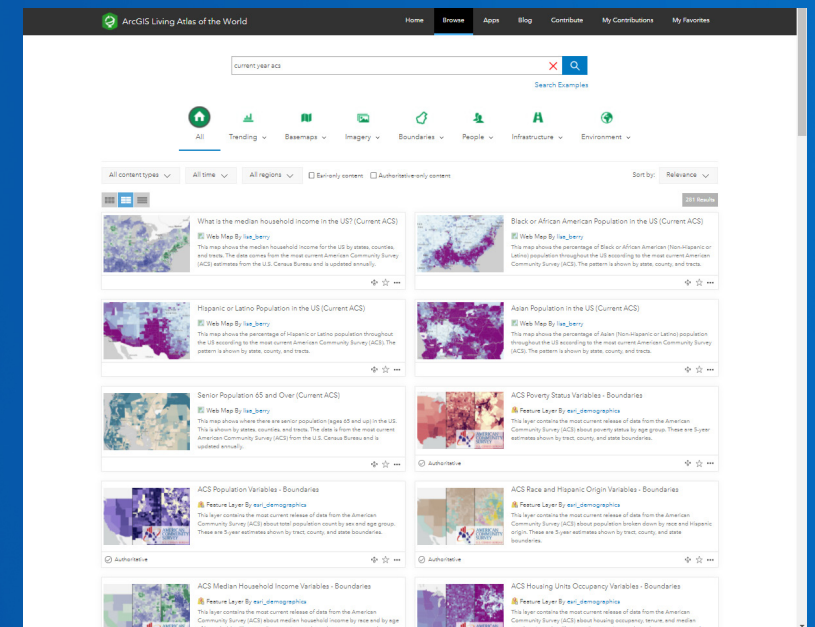 ArcGIS Living Atlas of the World
Home Browse Apps Blog Contribute My Contributions My Favorites
current year acs
Search Examples
All Trending Basemaps Imagery Boundaries People Infrastructure Environment
All content types All time All regions Esri-only content Authoritative-only content Sort by: Relevance
281 Results
What is the median household income in the US? (Current ACS)
Web Map By lisa_berry
This map shows the median household income for the US by states, counties,
and tracts. The data comes from the most current American Community Survey
(ACS) estimates from the U.S. Census Bureau and is updated annually.
Black or African American Population in the US (Current ACS)
Web Map By lisa_berry
This map shows the percentage of Black or African American (Non-Hispanic or
Latino) population throughout the US according to the most current American
Community Survey (ACS). The pattern is shown by state, county, and tracts.
Hispanic or Latino Population in the US (Current ACS)
Web Map By lisa_berry
This map shows the percentage of Hispanic or Latino population throughout
the US according to the most current American Community Survey (ACS). The
pattern is shown by state, county, and tracts.
Asian Population in the US (Current ACS)
Web Map By lisa_berry
This map shows the percentage of Asian (Non-Hispanic or Latino) population
throughout the US according to the most current American Community Survey
(ACS). The pattern is shown by state, county, and tracts.
Senior Population 65 and Over (Current ACS)
Web Map By lisa_berry
This map shows where there are senior population (ages 65 and up) in the US.
This is shown by states, counties, and tracts. The data is from the most current
American Community Survey (ACS) from the U.S. Census Bureau and is
updated annually.
ACS Poverty Status Variables - Boundaries
Feature Layer By esri_demographics
This layer contains the most current release of data from the American
Community Survey (ACS) about poverty status by age group. These are 5-year
estimates shown by tract, county, and state boundaries.
AMERICAN
COMMUNITY
SURVEY
Authoritative
ACS Population Variables - Boundaries
Feature Layer By esri_demographics
This layer contains the most current release of data from the American
Community Survey (ACS) about total population count by sex and age group.
These are 5-year estimates shown by tract, county, and state boundaries.
AMERICAN
COMMUNITY
SURVEY
Authoritative
ACS Race and Hispanic Origin Variables - Boundaries
Feature Layer By esri_demographics
This layer contains the most current release of data from the American
Community Survey (ACS) about population broken down by race and Hispanic
origin. These are 5-year estimates shown by tract, county, and state
boundaries.
AMERICAN
COMMUNITY
SURVEY
Authoritative
ACS Median Household Income Variables - Boundaries
Feature Layer By esri_demographics
This layer contains the most current release of data from the American
Community Survey (ACS) about median household income by race and by age
ACS Housing Units Occupancy Variables - Boundaries
Feature Layer By esri_demographics
This layer contains the most current release of data from the American
Community Survey (ACS) about housing occupancy, tenure, and median